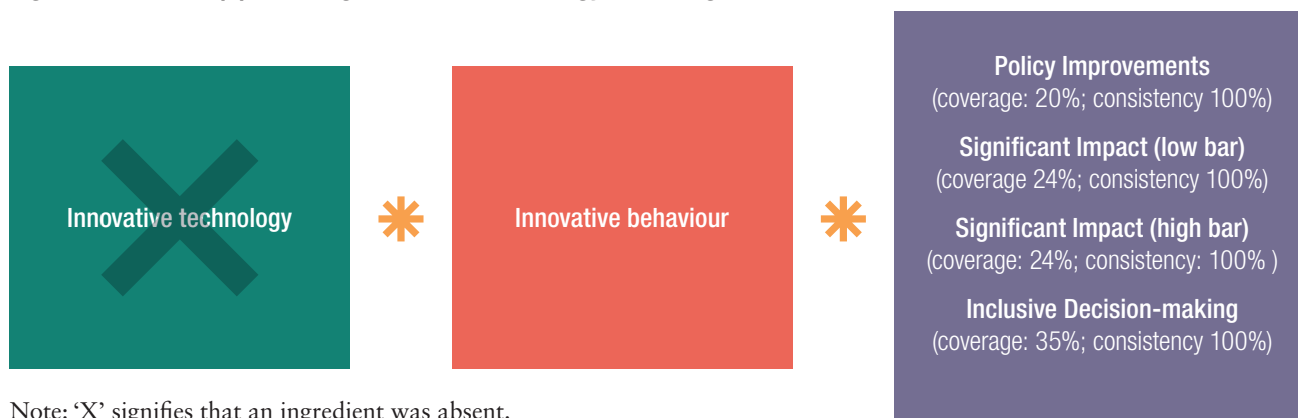 Innovative technology
Innovative behaviour
Policy Improvements
(coverage: 20%; consistency 100%)
Significant Impact (low bar)
(coverage 24%; consistency 100%)
Significant Impact (high bar)
(coverage: 24%; consistency: 100% )
Inclusive Decision-making
(coverage: 35%; consistency 100%)
Note: ‘X’ signifies that an ingredient was absent.